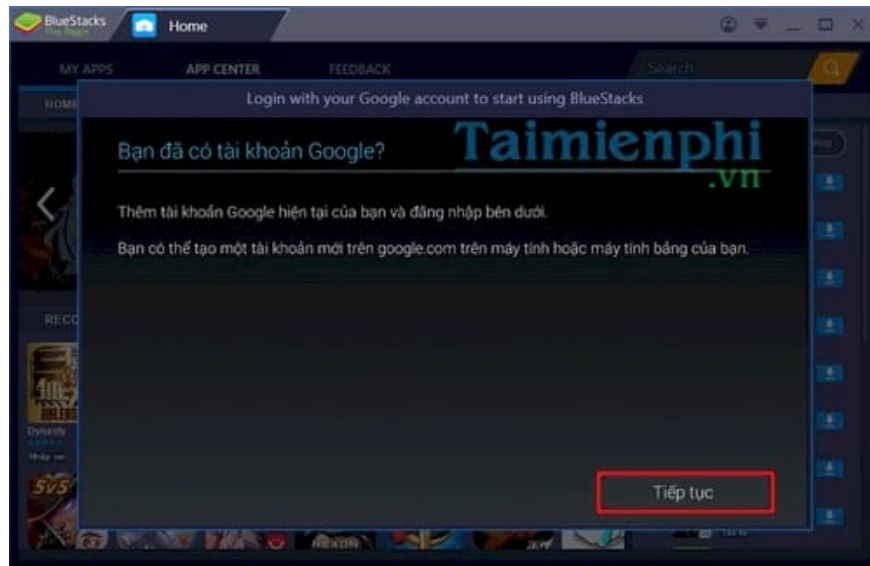 BlueStacks
Home
MY APPS
APP CENTER
FEEDBACK
Search
HOME
Login with your Google account to start using BlueStacks
Bạn đã có tài khoản Google?
Taimienphi
.vn
Thêm tài khoản Google hiện tại của bạn và đăng nhập bên dưới.
Bạn có thể tạo một tài khoản mới trên google.com trên máy tính hoặc máy tính bảng của bạn.
RECO
Dynasty
Nhập vai
5v5
NEXON
Tiếp tục